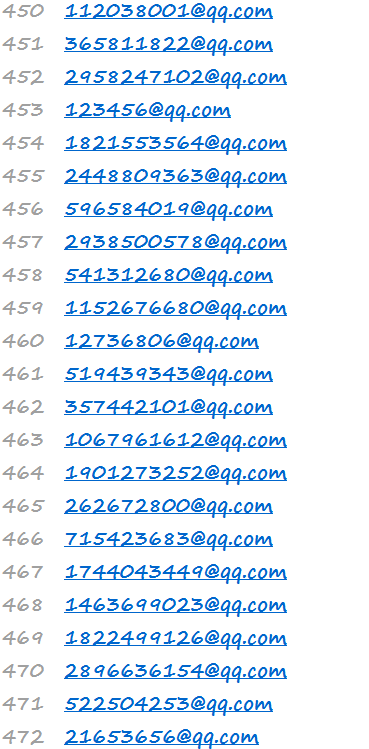 450 112038001@qq.com
451 365811822@qq.com
452 2958247102@qq.com
453 123456@qq.com
454 1821553564@qq.com
455 2448809363@qq.com
456 596584019@qq.com
457 2938500578@qq.com
458 541312680@qq.com
459 1152676680@qq.com
460 12736806@qq.com
461 519439343@qq.com
462 357442101@qq.com
463 1067961612@qq.com
464 1901273252@qq.com
465 262672800@qq.com
466 715423683@qq.com
467 1744043449@qq.com
468 1463699023@qq.com
469 1822499126@qq.com
470 2896636154@qq.com
471 522504253@qq.com
472 21653656@qq.com